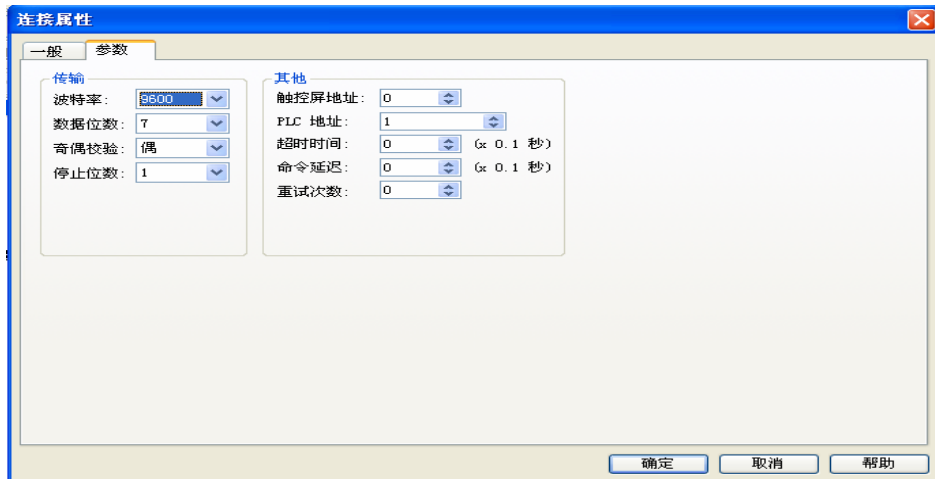 连接属性
一般 参数
传输
波特率: 9600
数据位数: 7
奇偶校验: 偶
停止位数: 1
其他
触控屏地址: 0
PLC 地址: 1
超时时间: 0 (x 0.1 秒)
命令延迟: 0 (x 0.1 秒)
重试次数: 0
确定 取消 帮助